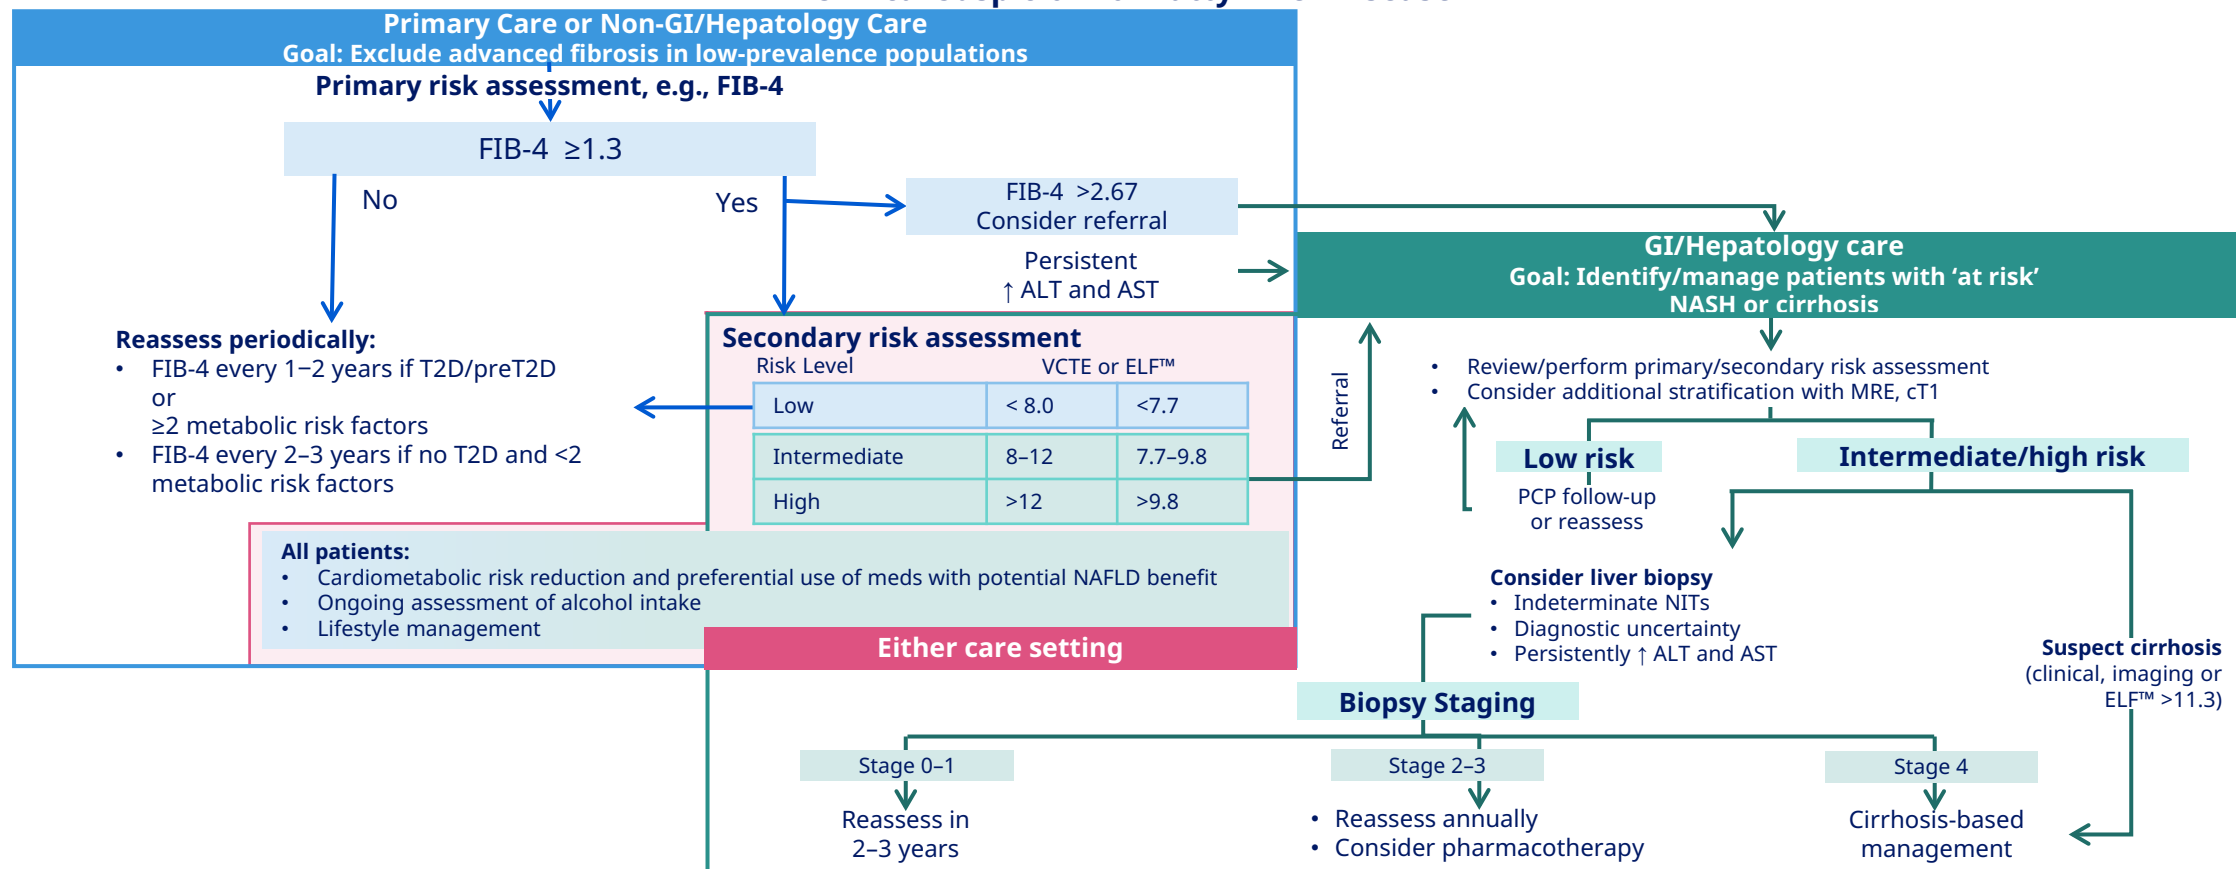 Primary Care or Non-GI/Hepatology Care
Goal: Exclude advanced fibrosis in low-prevalence populations
Primary risk assessment, e.g., FIB-4
FIB-4 ≥1.3
No
Yes
FIB-4 >2.67
Consider referral
Persistent
↑ ALT and AST
GI/Hepatology care
Goal: Identify/manage patients with ‘at risk’
NASH or cirrhosis
Reassess periodically:
• FIB-4 every 1−2 years if T2D/preT2D
or
≥2 metabolic risk factors
• FIB-4 every 2–3 years if no T2D and <2
metabolic risk factors
Secondary risk assessment
Risk Level VCTE or ELF™
Low < 8.0 <7.7
Intermediate 8–12 7.7–9.8
High >12 >9.8
Referral
• Review/perform primary/secondary risk assessment
• Consider additional stratification with MRE, cT1
Low risk
PCP follow-up
or reassess
Intermediate/high risk
All patients:
• Cardiometabolic risk reduction and preferential use of meds with potential NAFLD benefit
• Ongoing assessment of alcohol intake
• Lifestyle management
Either care setting
Consider liver biopsy
• Indeterminate NITs
• Diagnostic uncertainty
• Persistently ↑ ALT and AST
Suspect cirrhosis
(clinical, imaging or
ELF™ >11.3)
Biopsy Staging
Stage 0–1
Reassess in
2–3 years
Stage 2–3
• Reassess annually
• Consider pharmacotherapy
Stage 4
Cirrhosis-based
management